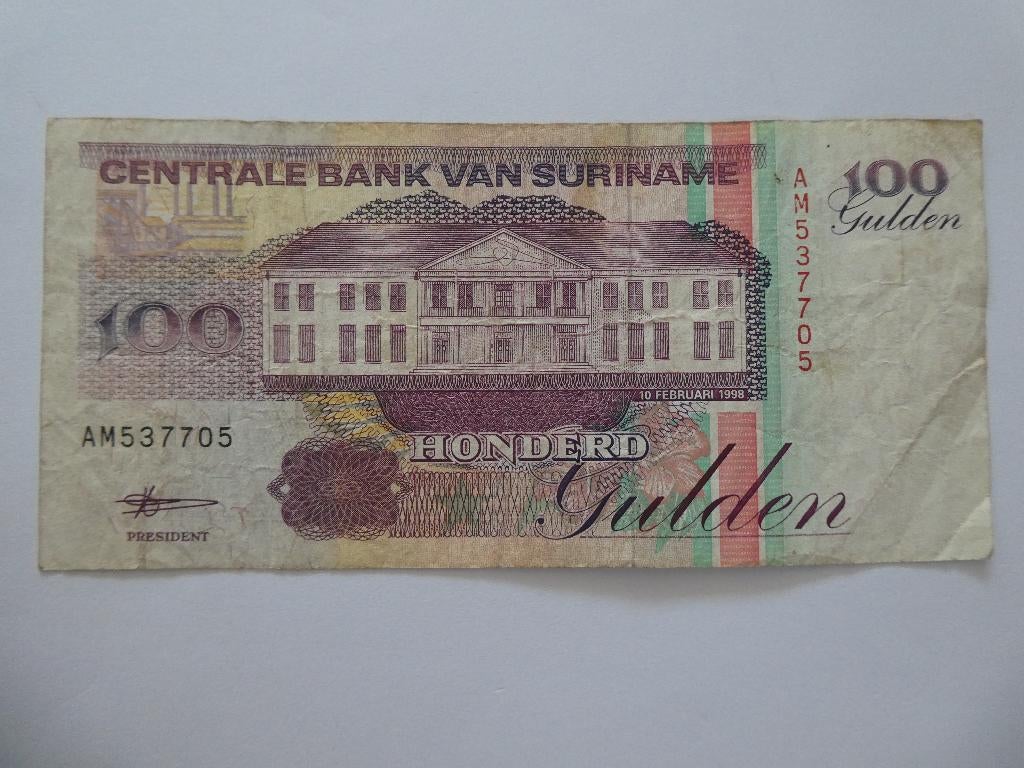 CENTRALE BANK VAN SURINAME
100
Gulden
AM537705
100
10 FEBRUARI 1998
AM537705
HONDERD
Gulden
PRESIDENT